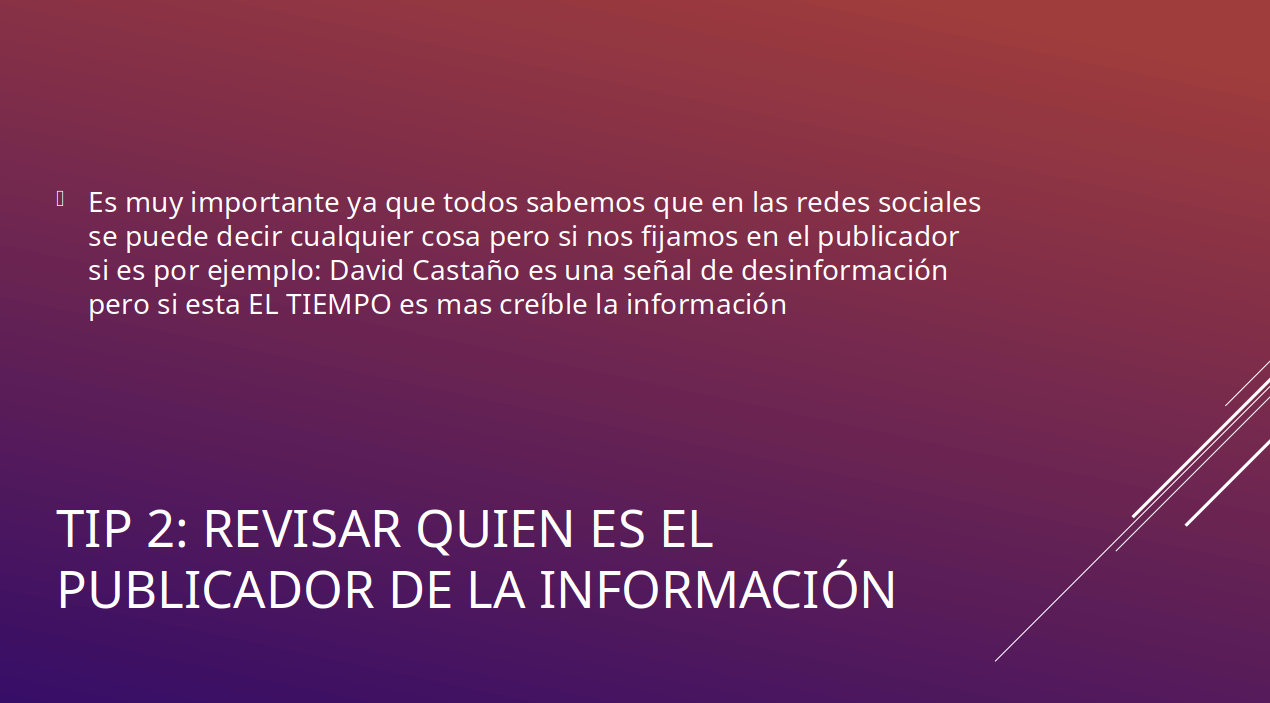 Es muy importante ya que todos sabemos que en las redes sociales
se puede decir cualquier cosa pero si nos fijamos en el publicador
si es por ejemplo: David Castaño es una señal de desinformación
pero si esta EL TIEMPO es mas creíble la información
TIP 2: REVISAR QUIEN ES EL
PUBLICADOR DE LA INFORMACIÓN